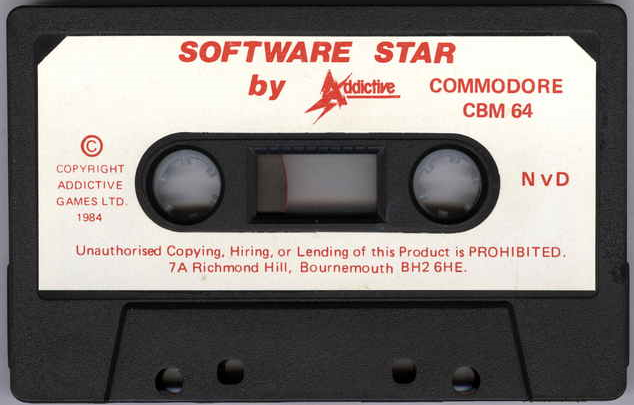 SOFTWARE STAR
by Addictive
COMMODORE
CBM 64
©
COPYRIGHT
ADDICTIVE
GAMES LTD.
1984
NvD
Unauthorised Copying, Hiring, or Lending of this Product is PROHIBITED.
7A Richmond Hill, Bournemouth BH2 6HE.